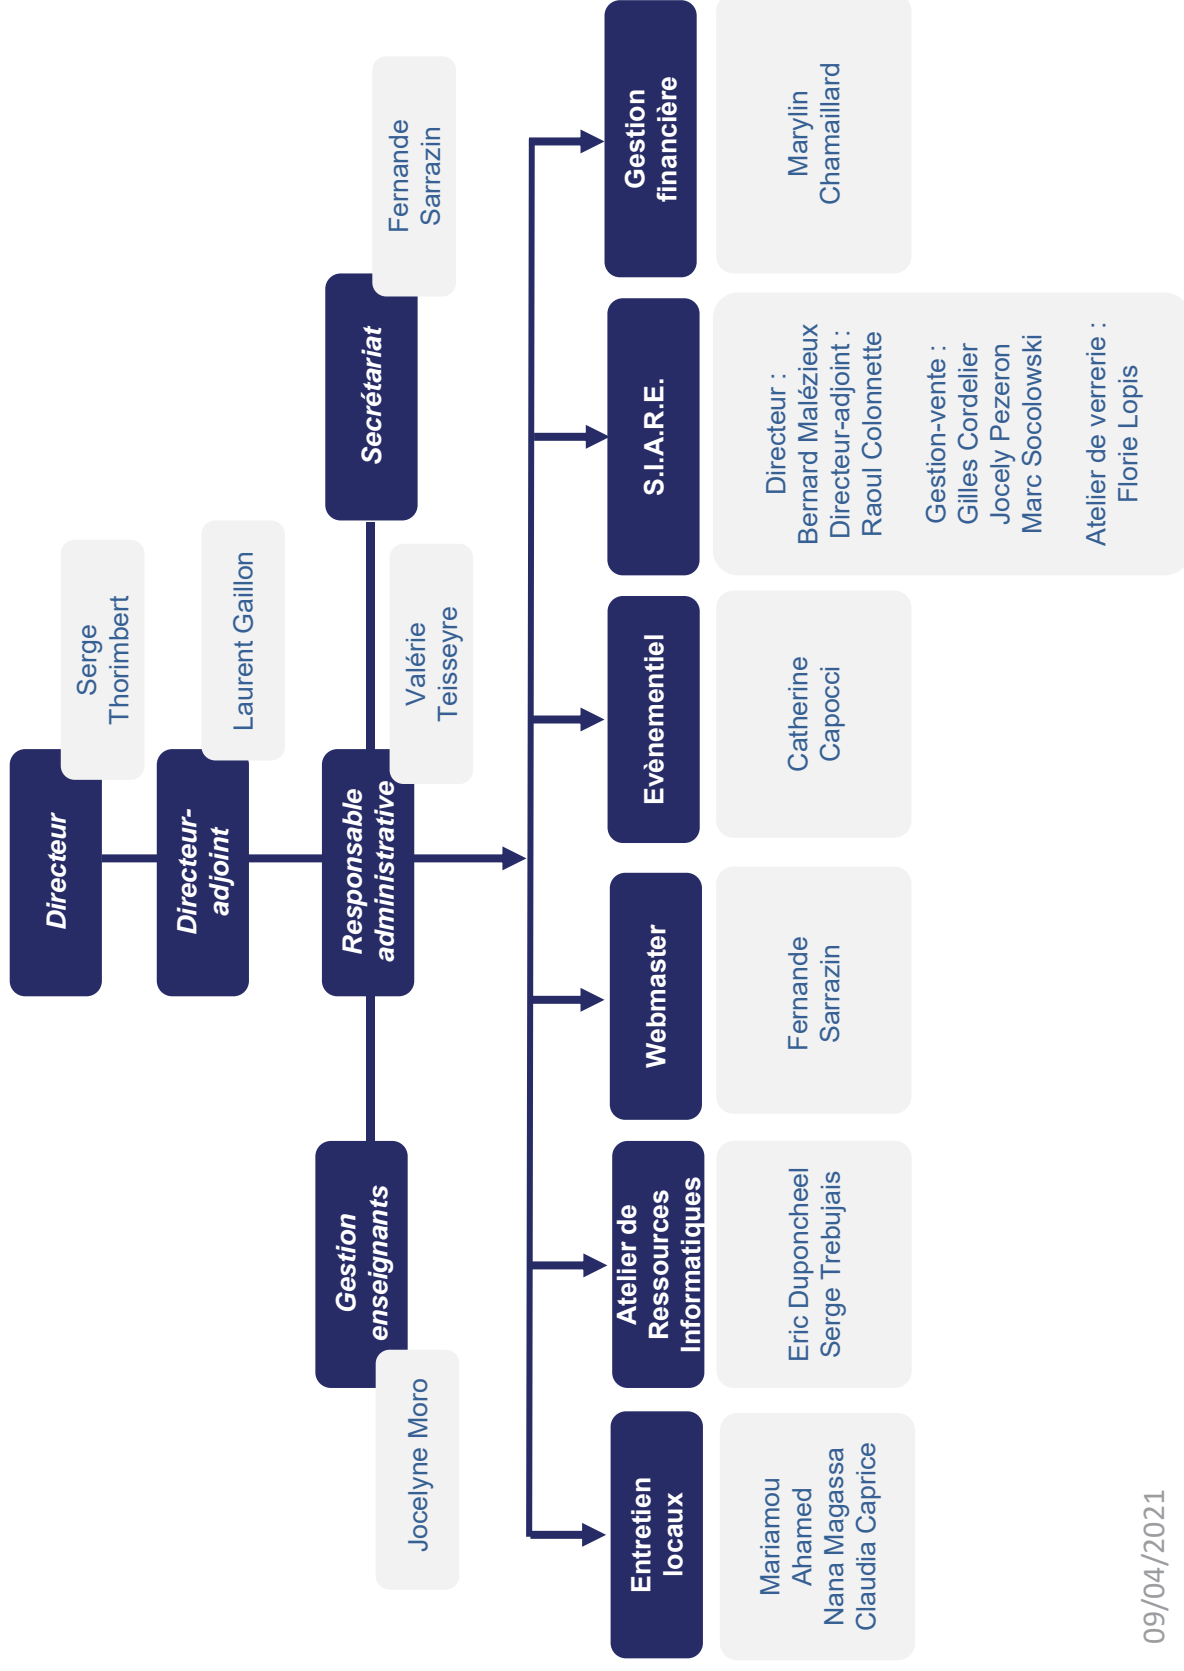 Directeur
Serge
Thorimbert
Directeur-
adjoint
Laurent Gaillon
Gestion
enseignants
Jocelyne Moro
Responsable
administrative
Valérie
Teisseyre
Secrétariat
Fernande
Sarrazin
Entretien
locaux
Mariamou
Ahamed
Nana Magassa
Claudia Caprice
Atelier de
Ressources
Informatiques
Eric Duponcheel
Serge Trebujais
Webmaster
Fernande
Sarrazin
Evènementiel
Catherine
Capocci
S.I.A.R.E.
Directeur :
Bernard Malézieux
Directeur-adjoint :
Raoul Colonnette
Gestion-vente :
Gilles Cordelier
Jocely Pezeron
Marc Socolowski
Atelier de verrerie :
Florie Lopis
Gestion
financière
Marylin
Chamaillard
09/04/2021